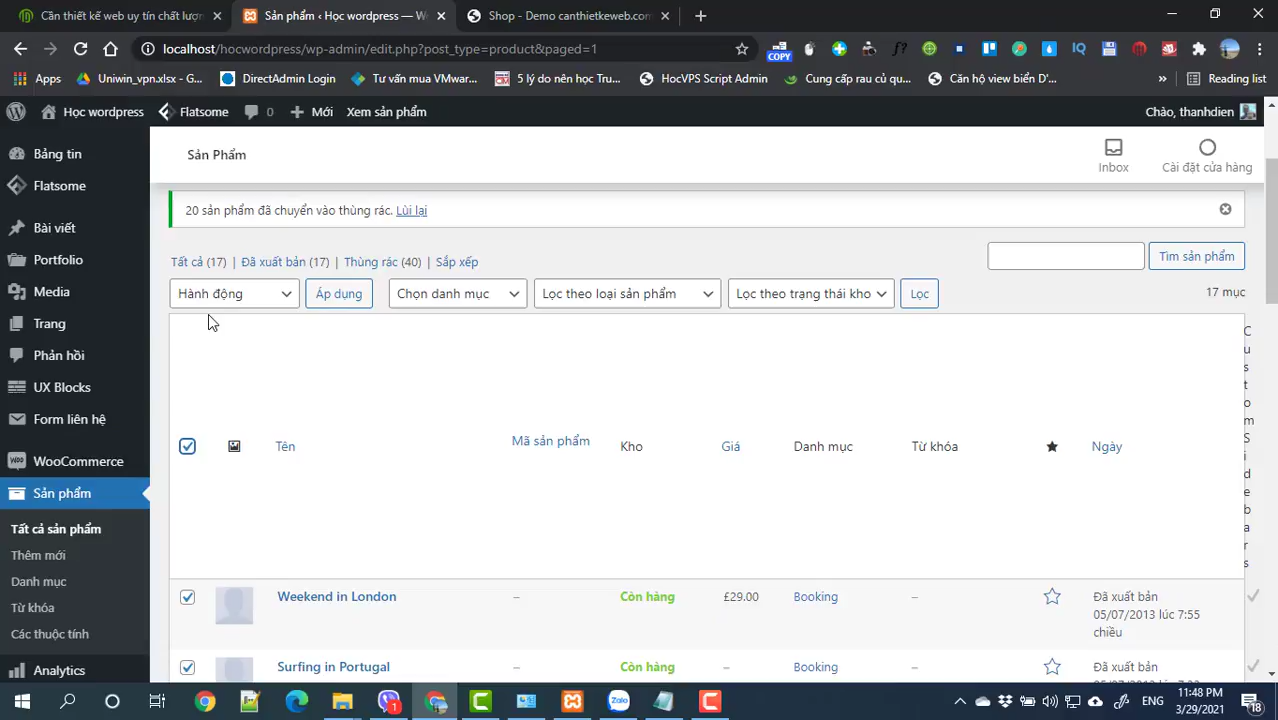 Cần thiết kế web uy tín chất lượng
Sản phẩm ‹ Học wordpress — W
Shop - Demo canthietkeweb.com
localhost/hocwordpress/wp-admin/edit.php?post_type=product&paged=1
COPY
f?
IQ
Apps
Uniwin_vpn.xlsx - G...
DirectAdmin Login
Tư vấn mua VMwar...
5 lý do nên học Tru...
HocVPS Script Admin
Cung cấp rau củ qu...
Căn hộ view biển D'...
»
Reading list
Học wordpress
Flatsome
0
Mới
Xem sản phẩm
Chào, thanhdien
Bảng tin
Flatsome
Bài viết
Portfolio
Media
Trang
Phản hồi
UX Blocks
Form liên hệ
WooCommerce
Sản phẩm
Tất cả sản phẩm
Thêm mới
Danh mục
Từ khóa
Các thuộc tính
Analytics
Sản Phẩm
Inbox
Cài đặt cửa hàng
20 sản phẩm đã chuyển vào thùng rác. Lùi lại
Tất cả (17) | Đã xuất bản (17) | Thùng rác (40) | Sắp xếp
Tìm sản phẩm
Hành động
Áp dụng
Chọn danh mục
Lọc theo loại sản phẩm
Lọc theo trạng thái kho
Lọc
17 mục
Tên
Mã sản phẩm
Kho
Giá
Danh mục
Từ khóa
Ngày
C
u
s
t
o
m
S
i
d
e
b
a
r
s
Weekend in London
–
Còn hàng
£29.00
Booking
–
Đã xuất bản
05/07/2013 lúc 7:55
chiều
Surfing in Portugal
–
Còn hàng
–
Booking
–
Đã xuất bản
1
Zalo
ENG
11:48 PM
3/29/2021
18